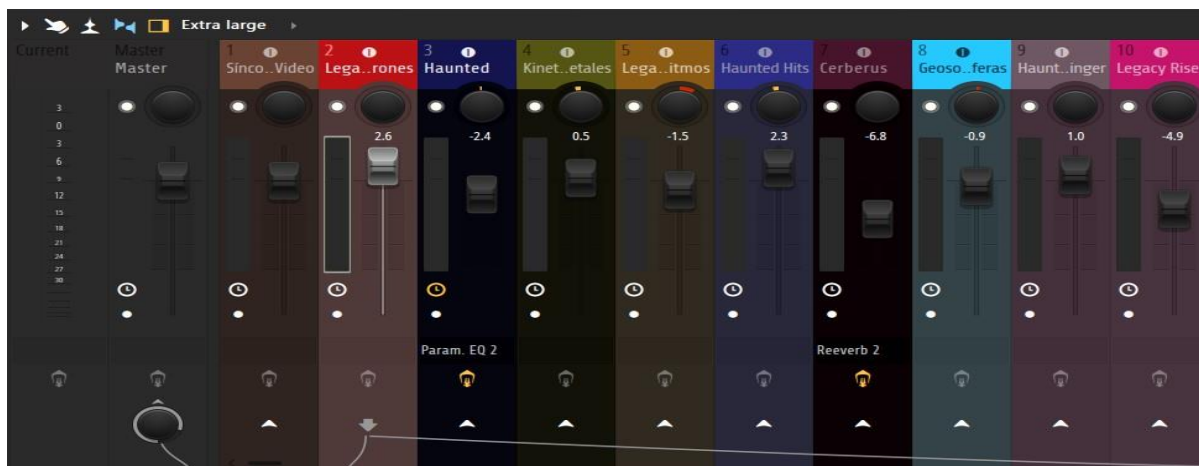 Extra large
Current
Master
1
2
3
4
5
6
7
8
9
10
Master
Sínco..Video
Lega..rones
Haunted
Kinet..etales
Lega..itmos
Haunted Hits
Cerberus
Geoso..feras
Haunt..inger
Legacy Rise
2.6
-2.4
0.5
-1.5
2.3
-6.8
-0.9
1.0
-4.9
3
0
3
6
9
12
15
18
21
24
27
30
Param. EQ 2
Reeverb 2